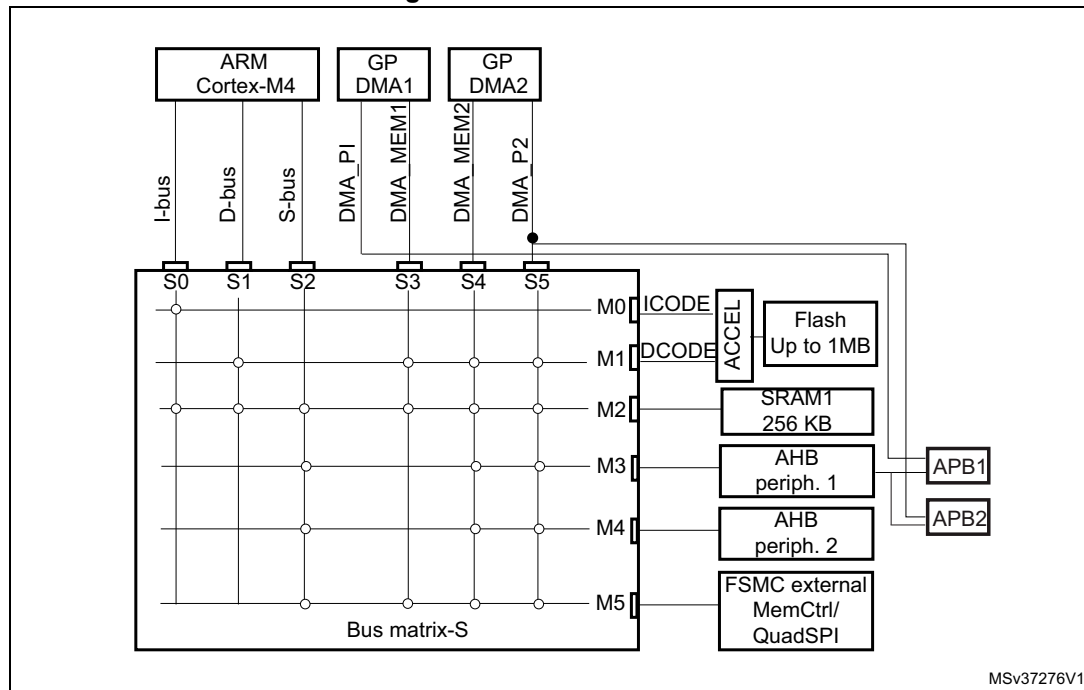 ARM
Cortex-M4
GP
DMA1
GP
DMA2
I-bus
D-bus
S-bus
DMA_PI
DMA_MEM1
DMA_MEM2
DMA_P2
S0 S1 S2 S3 S4 S5
M0 ICODE
M1 DCODE
ACCEL
Flash
Up to 1MB
M2
SRAM1
256 KB
M3
AHB
periph. 1
APB1
APB2
M4
AHB
periph. 2
M5
FSMC external
MemCtrl/
QuadSPI
Bus matrix-S
MSv37276V1